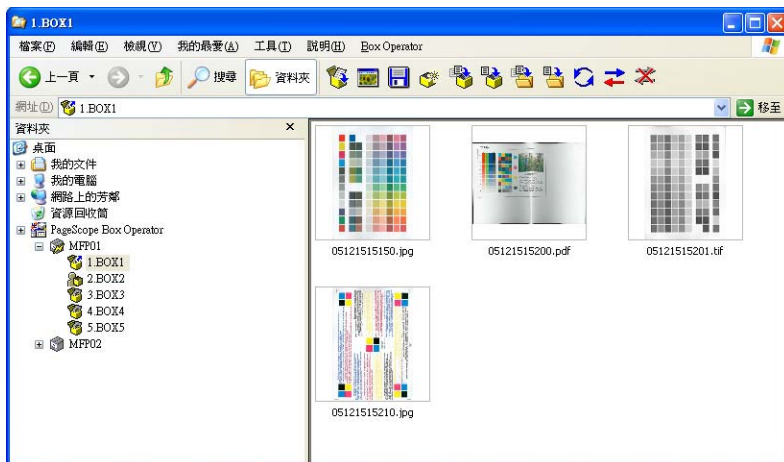 1.BOX1
檔案(F) 編輯(E) 檢視(V) 我的最愛(A) 工具(T) 說明(H) Box Operator
上一頁 搜尋 資料夾
網址(D) 1.BOX1 移至
資料夾 ×
桌面
我的文件
我的電腦
網路上的芳鄰
資源回收筒
PageScope Box Operator
MFP01
1.BOX1
2.BOX2
3.BOX3
4.BOX4
5.BOX5
MFP02
05121515150.jpg 05121515200.pdf 05121515201.tif
05121515210.jpg